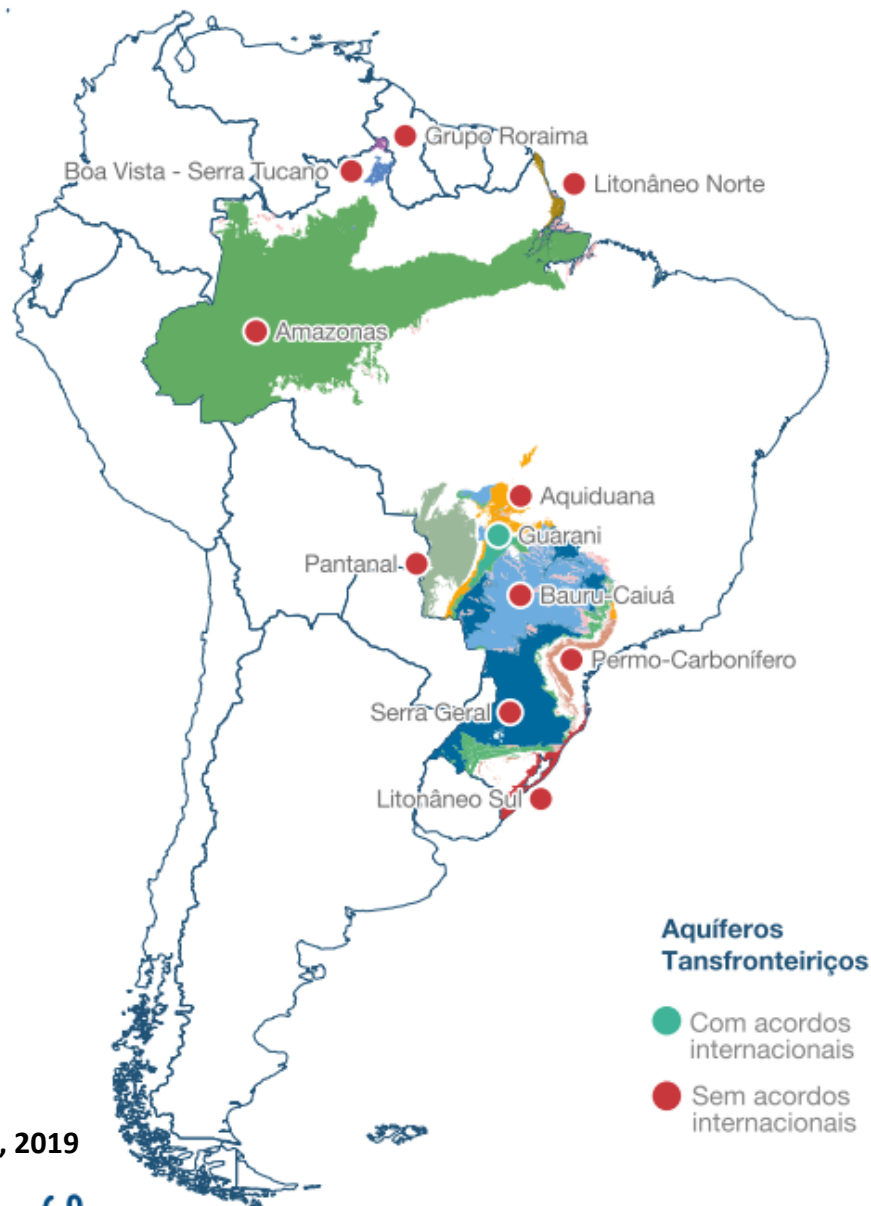 Grupo Roraima
Boa Vista - Serra Tucano
Litonâneo Norte
Amazonas
Aquiduana
Guarani
Pantanal
Bauru-Caiuá
Permo-Carbonífero
Serra Geral
Litonâneo Sul
Aquíferos
Tansfronteiriços
Com acordos
internacionais
Sem acordos
internacionais
, 2019